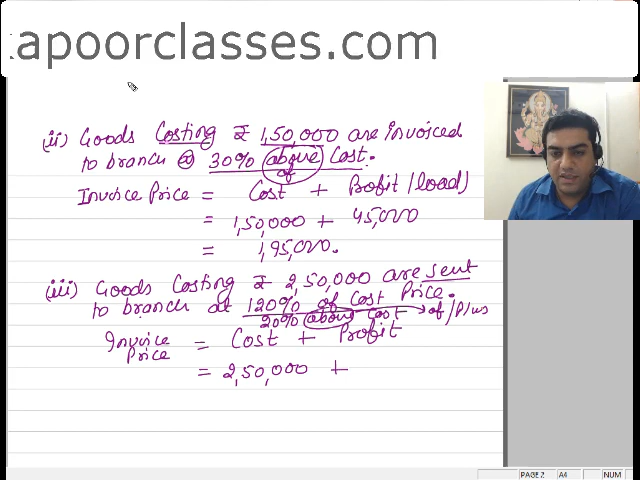 kapoorclasses.com
ii) Goods Costing ₹ 1,50,000 are invoiced
to branch @ 30% above Cost.
of
Invoice Price = Cost + Profit/load)
= 1,50,000 + 45,000
= 1,95,000.
(iii) Goods Costing ₹ 2,50,000 are sent
to branch at 120% of Cost Price.
20% above Cost of/Plus
Invoice Price = Cost + Profit
= 2,50,000 +
PAGE 2 A4 NUM